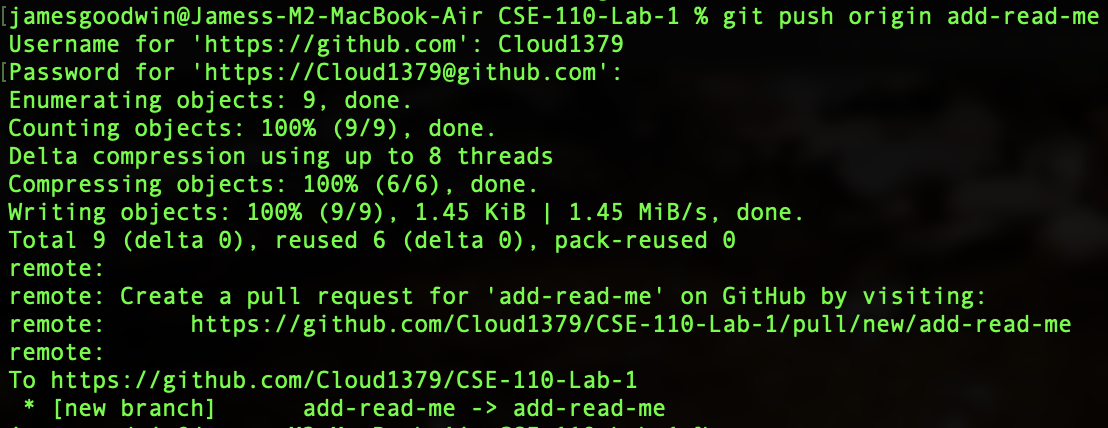 [jamesgoodwin@Jamess-M2-MacBook-Air CSE-110-Lab-1 % git push origin add-read-me
Username for 'https://github.com': Cloud1379
[Password for 'https://Cloud1379@github.com':
Enumerating objects: 9, done.
Counting objects: 100% (9/9), done.
Delta compression using up to 8 threads
Compressing objects: 100% (6/6), done.
Writing objects: 100% (9/9), 1.45 KiB | 1.45 MiB/s, done.
Total 9 (delta 0), reused 6 (delta 0), pack-reused 0
remote:
remote: Create a pull request for 'add-read-me' on GitHub by visiting:
remote:      https://github.com/Cloud1379/CSE-110-Lab-1/pull/new/add-read-me
remote:
To https://github.com/Cloud1379/CSE-110-Lab-1
 * [new branch]      add-read-me -> add-read-me